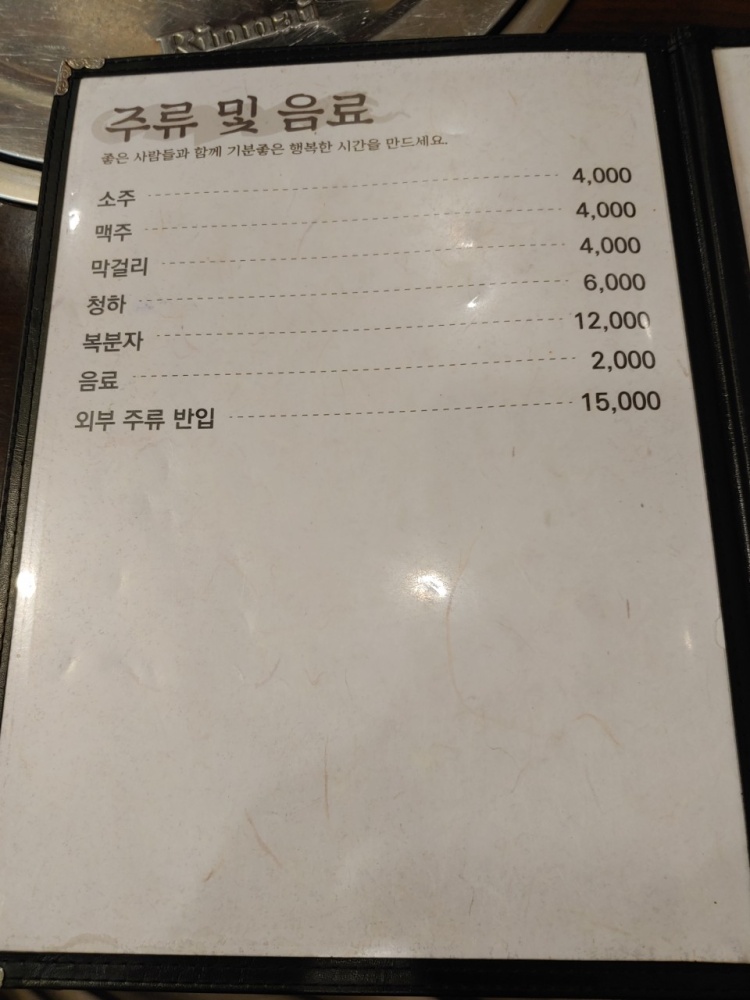 Rinnai
주류 및 음료
좋은 사람들과 함께 기분좋은 행복한 시간을 만드세요.
소주 4,000
맥주 4,000
막걸리 4,000
청하 6,000
복분자 12,000
음료 2,000
외부 주류 반입 15,000